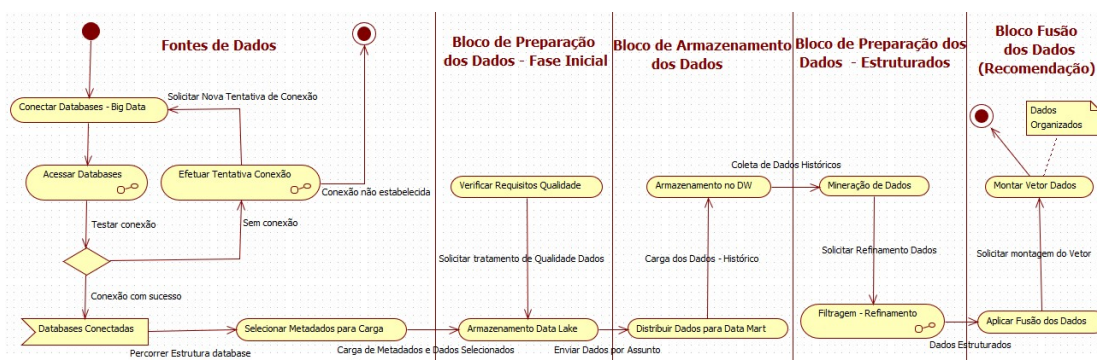 Fontes de Dados
Conectar Databases - Big Data
Solicitar Nova Tentativa de Conexão
Acessar Databases
Efetuar Tentativa Conexão
Conexão não estabelecida
Testar conexão
Sem conexão
Conexão com sucesso
Databases Conectadas
Percorrer Estrutura database
Selecionar Metadados para Carga
Carga de Metadados e Dados Selecionados
Bloco de Preparação
dos Dados - Fase Inicial
Verificar Requisitos Qualidade
Solicitar tratamento de Qualidade Dados
Armazenamento Data Lake
Enviar Dados por Assunto
Bloco de Armazenamento
dos Dados
Coleta de Dados Históricos
Armazenamento no DW
Carga dos Dados - Histórico
Distribuir Dados para Data Mart
Bloco de Preparação dos
Dados - Estruturados
Mineração de Dados
Solicitar Refinamento Dados
Filtragem - Refinamento
Dados Estruturados
Bloco Fusão
dos Dados
(Recomendação)
Dados
Organizados
Montar Vetor Dados
Solicitar montagem do Vetor
Aplicar Fusão dos Dados